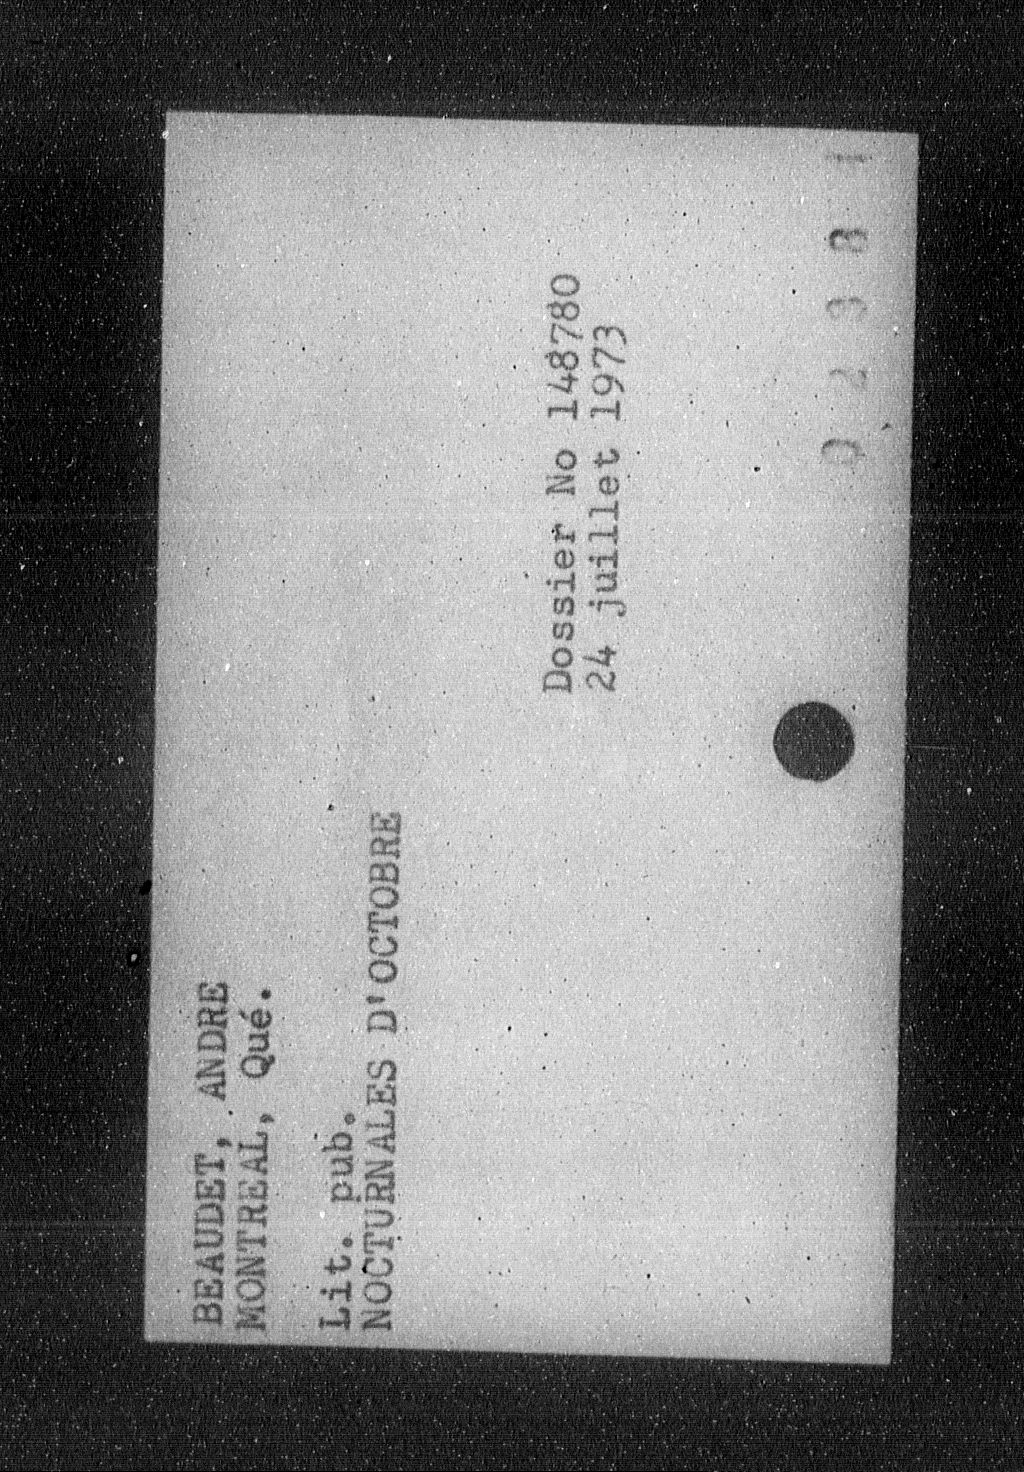 BEAUDET, ANDRE
MONTREAL, Qué.
Lit. pub.
NOCTURNALES D'OCTOBRE
Dossier No 148780
24 juillet 1973